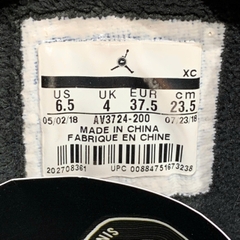 XC
US UK EUR cm
6.5 4 37.5 23.5
05/02/18 AV3724-200 07/23/18
MADE IN CHINA
FABRIQUE EN CHINE
202708361 UPC 00884751673238